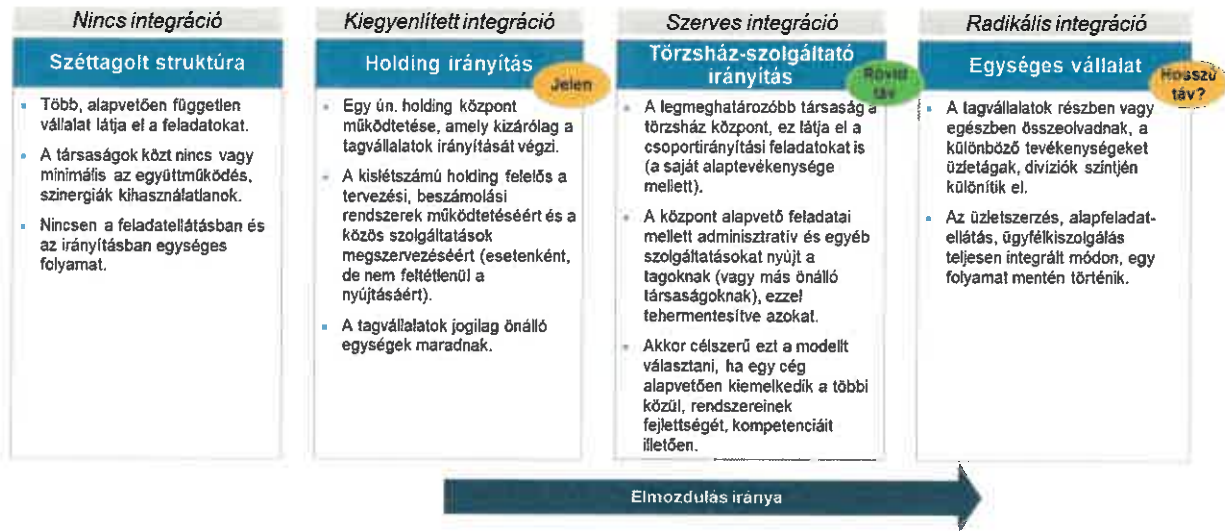 Nincs integráció
Széttagolt struktúra
Több, alapvetően független
vállalat látja el a feladatokat.
A társaságok közt nincs vagy
minimális az együttműködés,
szinergiák kihasználatlanok.
Nincsen a feladatellátásban és
az irányításban egységes
folyamat.
Kiegyenlített integráció
Holding irányítás
Jelen
Egy ún. holding központ
működtetése, amely kizárólag a
tagvállalatok irányítását végzi.
A kislétszámú holding felelős a
tervezési, beszámolási
rendszerek működtetéséért és a
közös szolgáltatások
megszervezéséért (esetenként,
de nem feltétlenül a
nyújtásáért).
A tagvállalatok jogilag önálló
egységek maradnak.
Szerves integráció
Törzsház-szolgáltató
irányítás
Rövid
táv
A legmeghatározóbb társaság a
törzsház központ, ez látja el a
csoportirányítási feladatokat is
(a saját alaptevékenysége
mellett).
A központ alapvető feladatai
mellett adminisztratív és egyéb
szolgáltatásokat nyújt a
tagoknak (vagy más önálló
társaságoknak), ezzel
tehermentesítve azokat.
Akkor célszerű ezt a modellt
választani, ha egy cég
alapvetően kiemelkedik a többi
közül, rendszereinek
fejlettségét, kompetenciáit
illetően.
Radikális integráció
Egységes vállalat
Hosszú
táv?
A tagvállalatok részben vagy
egészben összeolvadnak, a
különböző tevékenységeket
üzletágak, divíziók szintjén
különítik el.
Az üzletszerzés, alapfeladat-
ellátás, ügyfélkiszolgálás
teljesen integrált módon, egy
folyamat mentén történik.
Elmozdulás iránya